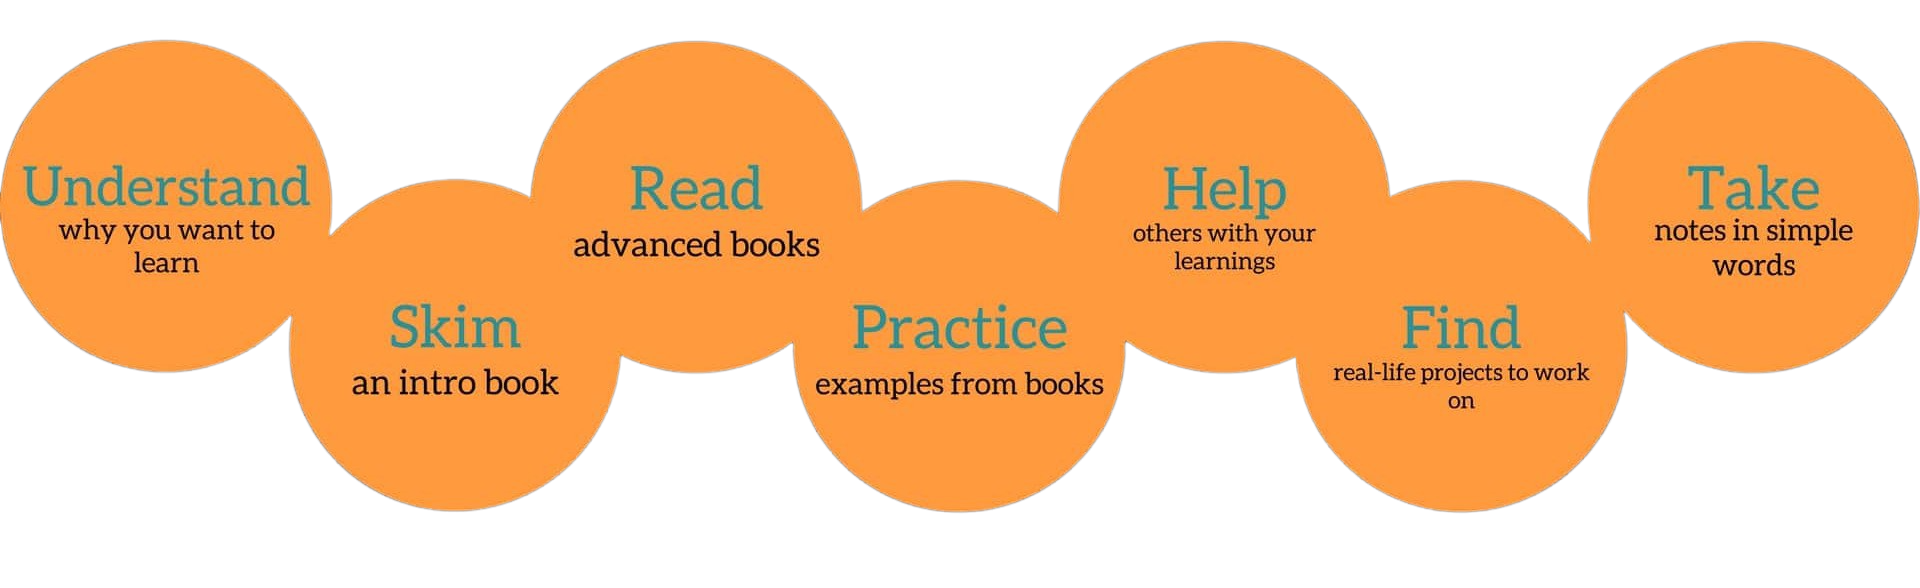 Understand
why you want to
learn
Skim
an intro book
Read
advanced books
Practice
examples from books
Help
others with your
learnings
Find
real-life projects to work
on
Take
notes in simple
words